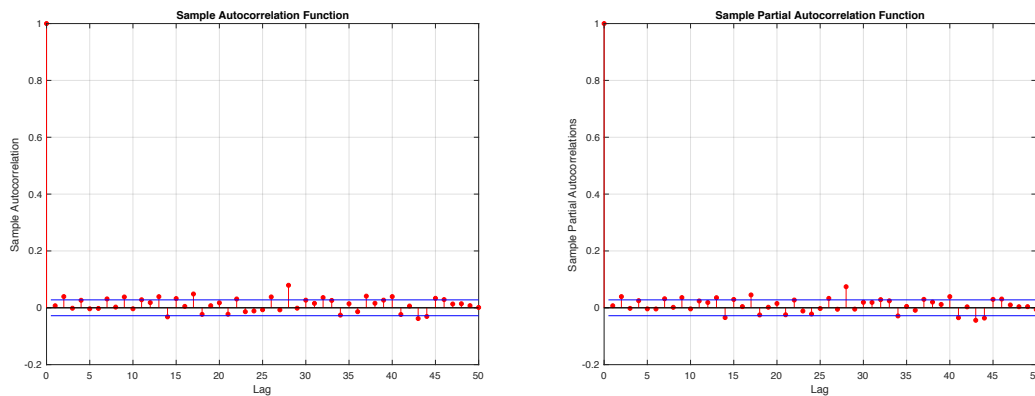 Sample Autocorrelation Function
1
0.8
0.6
0.4
0.2
0
-0.2
Sample Autocorrelation
0 5 10 15 20 25 30 35 40 45 50
Lag
Sample Partial Autocorrelation Function
1
0.8
0.6
0.4
0.2
0
-0.2
Sample Partial Autocorrelations
0 5 10 15 20 25 30 35 40 45 50
Lag